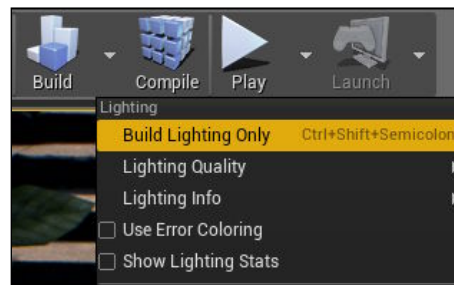 Build Compile Play Launch
Lighting
Build Lighting Only Ctrl+Shift+Semicolon
Lighting Quality
Lighting Info
Use Error Coloring
Show Lighting Stats